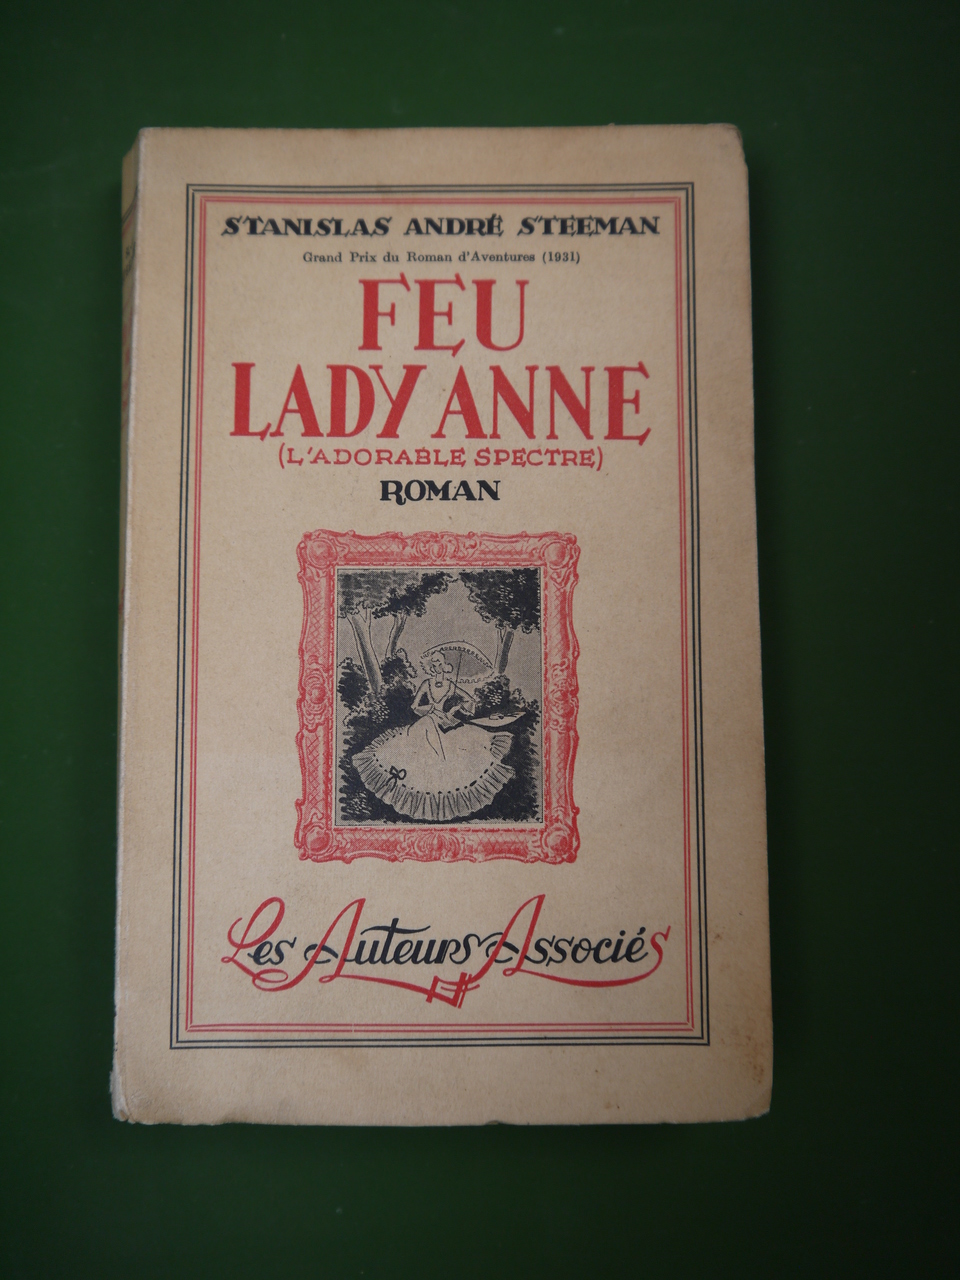 STANISLAS ANDRÉ STEEMAN
Grand Prix du Roman d'Aventures (1931)
FEU
LADY ANNE
(L'ADORABLE SPECTRE)
ROMAN
Les Auteurs Associés